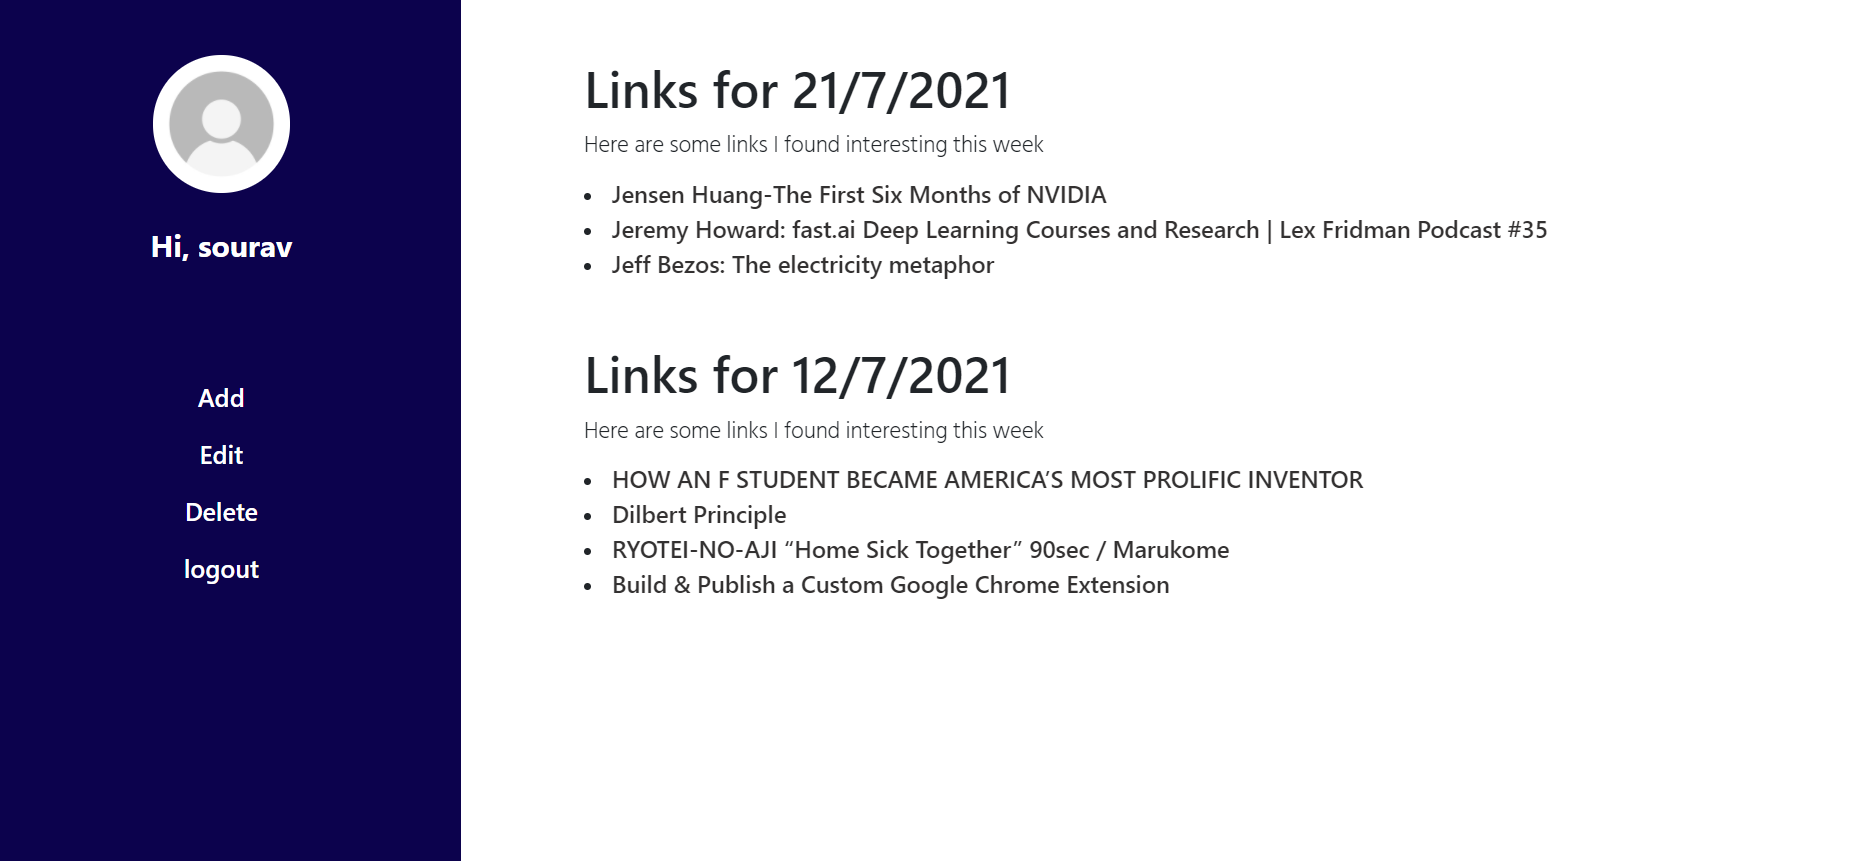 Hi, sourav
Add
Edit
Delete
logout
Links for 21/7/2021
Here are some links I found interesting this week
Jensen Huang-The First Six Months of NVIDIA
Jeremy Howard: fast.ai Deep Learning Courses and Research | Lex Fridman Podcast #35
Jeff Bezos: The electricity metaphor
Links for 12/7/2021
Here are some links I found interesting this week
HOW AN F STUDENT BECAME AMERICA’S MOST PROLIFIC INVENTOR
Dilbert Principle
RYOTEI-NO-AJI “Home Sick Together” 90sec / Marukome
Build & Publish a Custom Google Chrome Extension